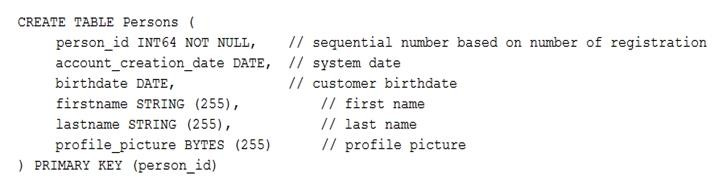 CREATE TABLE Persons (
person_id INT64 NOT NULL, // sequential number based on number of registration
account_creation_date DATE, // system date
birthdate DATE, // customer birthdate
firstname STRING (255), // first name
lastname STRING (255), // last name
profile_picture BYTES (255) // profile picture
) PRIMARY KEY (person_id)